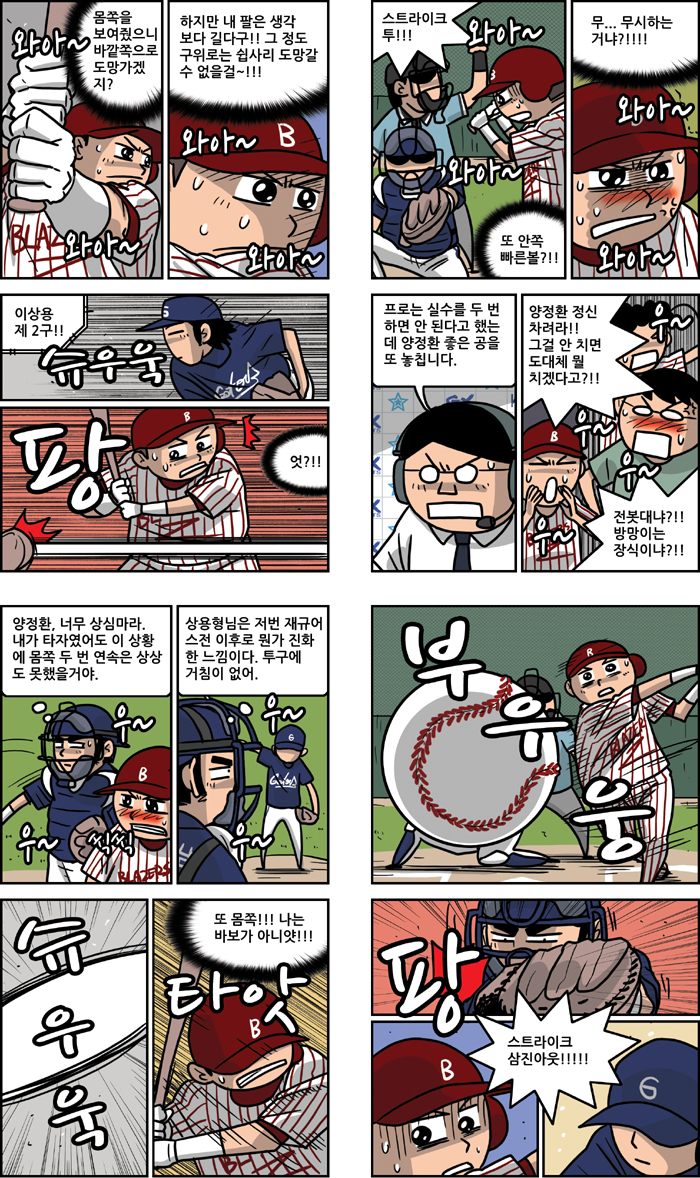 몸쪽을
보여줬으니
바깥쪽으로
도망가겠
지?
와아~
와아~
하지만 내 팔은 생각
보다 길다구!! 그 정도
구위로는 쉽사리 도망갈
수 없을걸~!!!
B
와아~
와아~
BLAZE
이상용
제 2구!!
G
슈우욱
B
팡
엇?!!
스트라이크
투!!!
와아~
B
와아~
또 안쪽
빠른볼?!!
무... 무시하는
거냐?!!!!
와아~
와아~
프로는 실수를 두 번
하면 안 된다고 했는
데 양정환 좋은 공을
또 놓칩니다.
양정환 정신
차려라!!
그걸 안 치면
도대체 뭘
치겠다고?!!
우~
우~
우~
B
우~
전봇대냐?!!
방망이는
장식이냐?!!
양정환, 너무 상심마라.
내가 타자였어도 이 상황
에 몸쪽 두 번 연속은 상상
도 못했을거야.
우~
B
우~
씩씩
BLAZERS
상용형님은 저번 재규어
스전 이후로 뭔가 진화
한 느낌이다. 투구에
거침이 없어.
우~
G
우~
슈
우
욱
또 몸쪽!!! 나는
바보가 아니얏!!!
타앗
B
부
우
웅
B
BLAZERS
팡
스트라이크
삼진아웃!!!!!
B
G